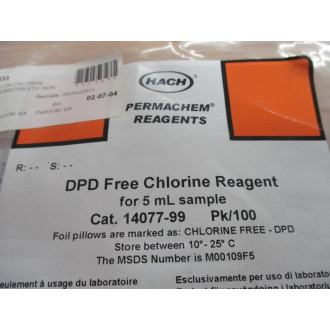 HACH
PERMACHEM®
REAGENTS
02-07-04
R: - - S: - -
DPD Free Chlorine Reagent
for 5 mL sample
Cat. 14077-99 Pk/100
Foil pillows are marked as: CHLORINE FREE - DPD
Store between 10°- 25° C
The MSDS Number is M00109F5
à usage du laboratoire
Esclusivamente per uso di